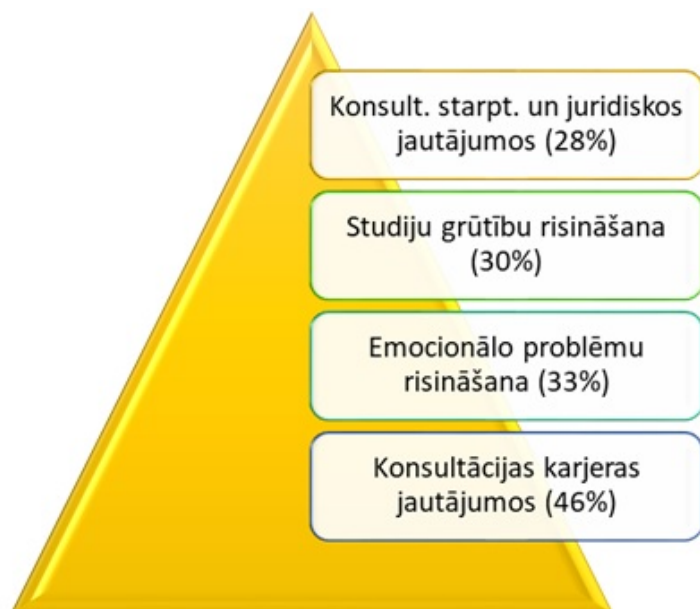 Konsult. starpt. un juridiskos
jautājumos (28%)
Studiju grūtību risināšana
(30%)
Emocionālo problēmu
risināšana (33%)
Konsultācijas karjeras
jautājumos (46%)